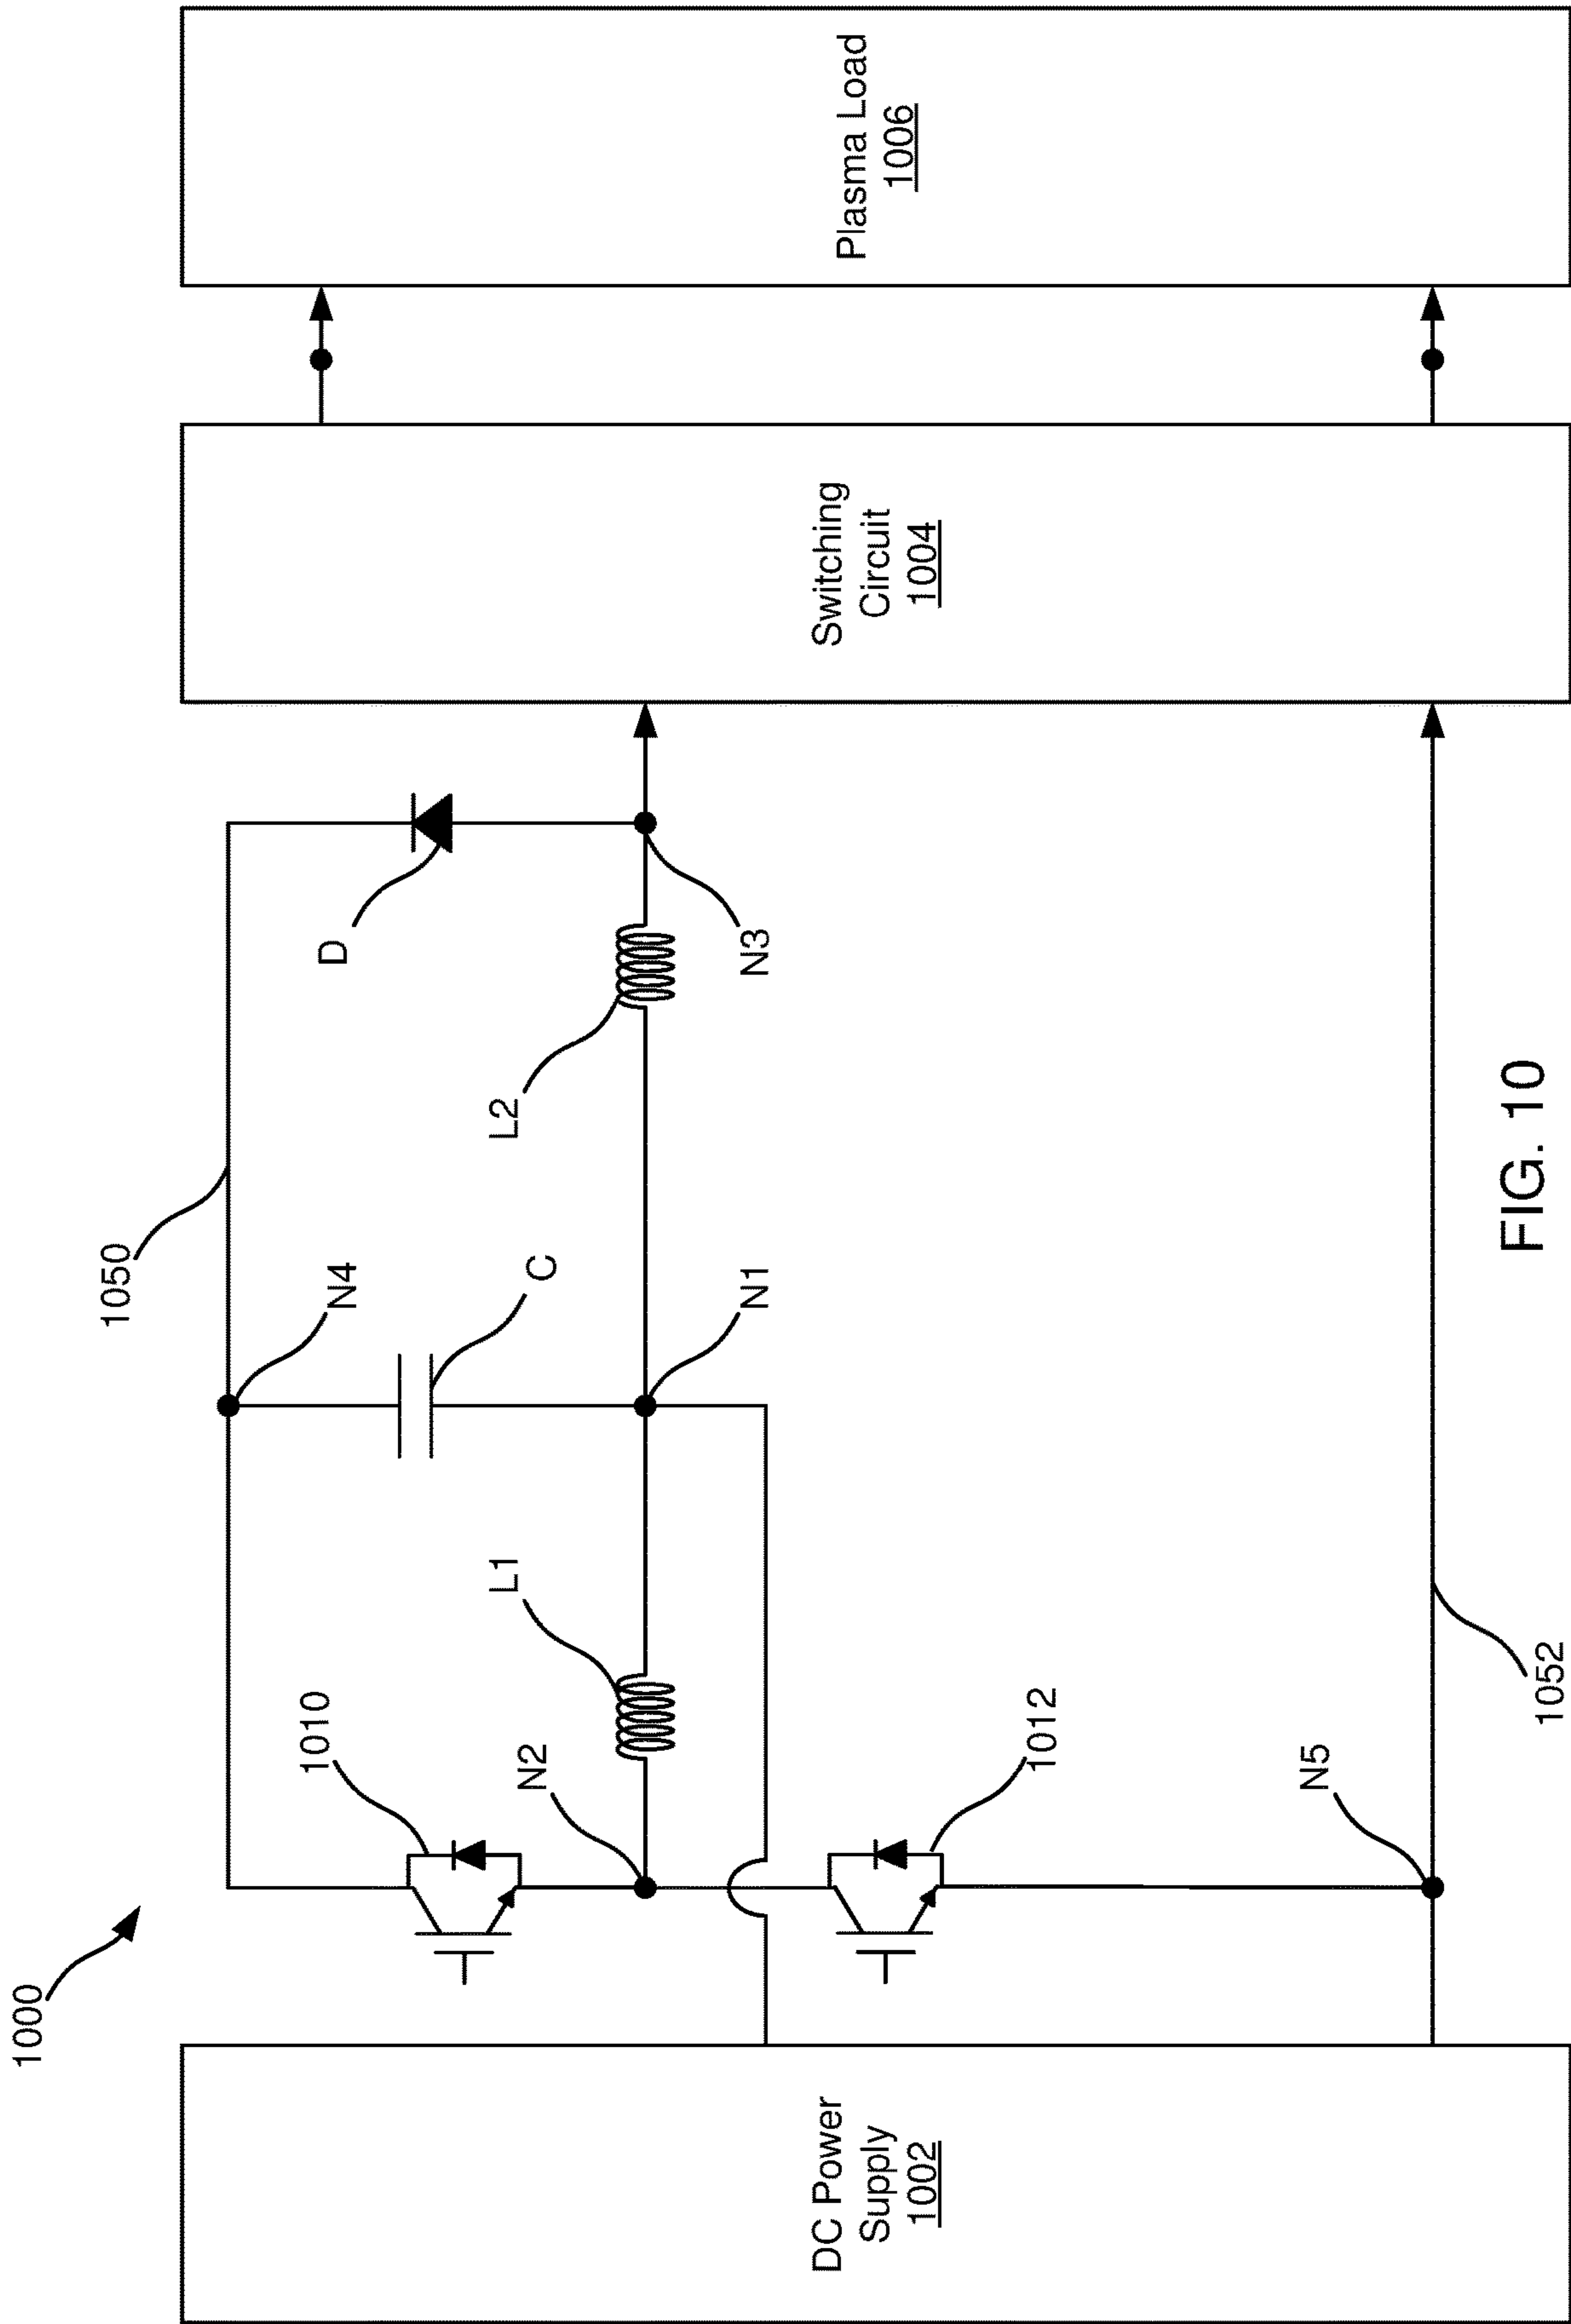 1000
1050
N4
D
1010
C
L1
L2
N2
N1
N3
1012
N5
1052
DC Power
Supply
1002
Switching
Circuit
1004
Plasma Load
1006
FIG. 10